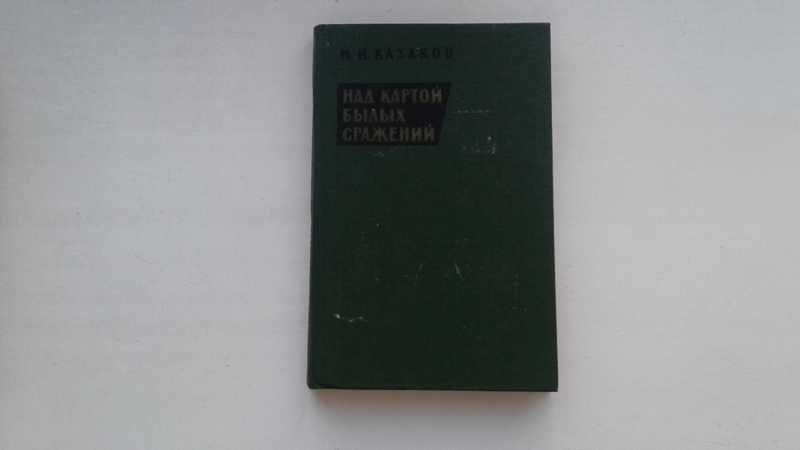 М. И. КАЗАКОВ
НАД КАРТОЙ
БЫЛЫХ
СРАЖЕНИЙ